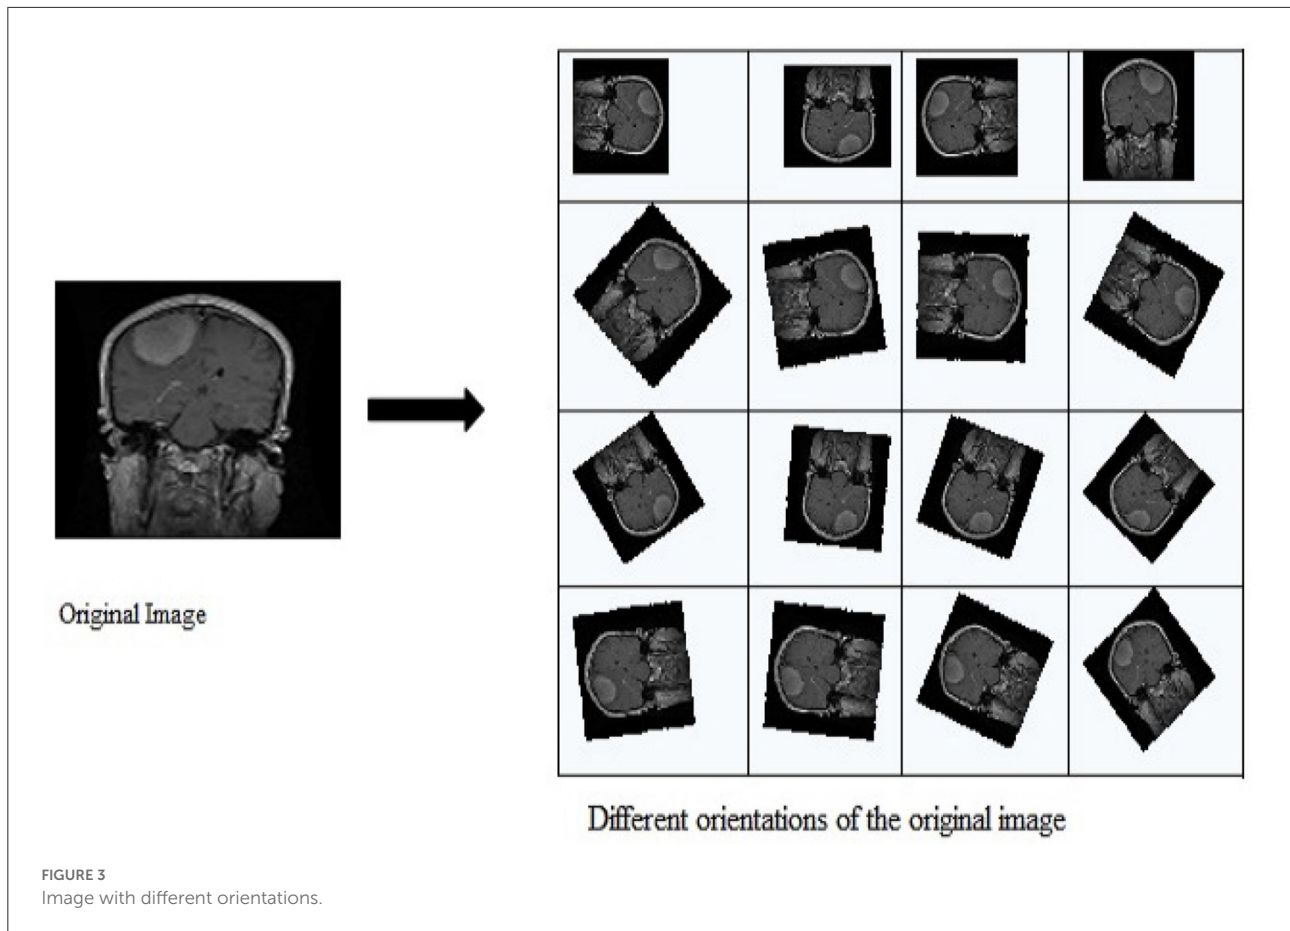 Original Image
Different orientations of the original image
FIGURE 3
Image with different orientations.